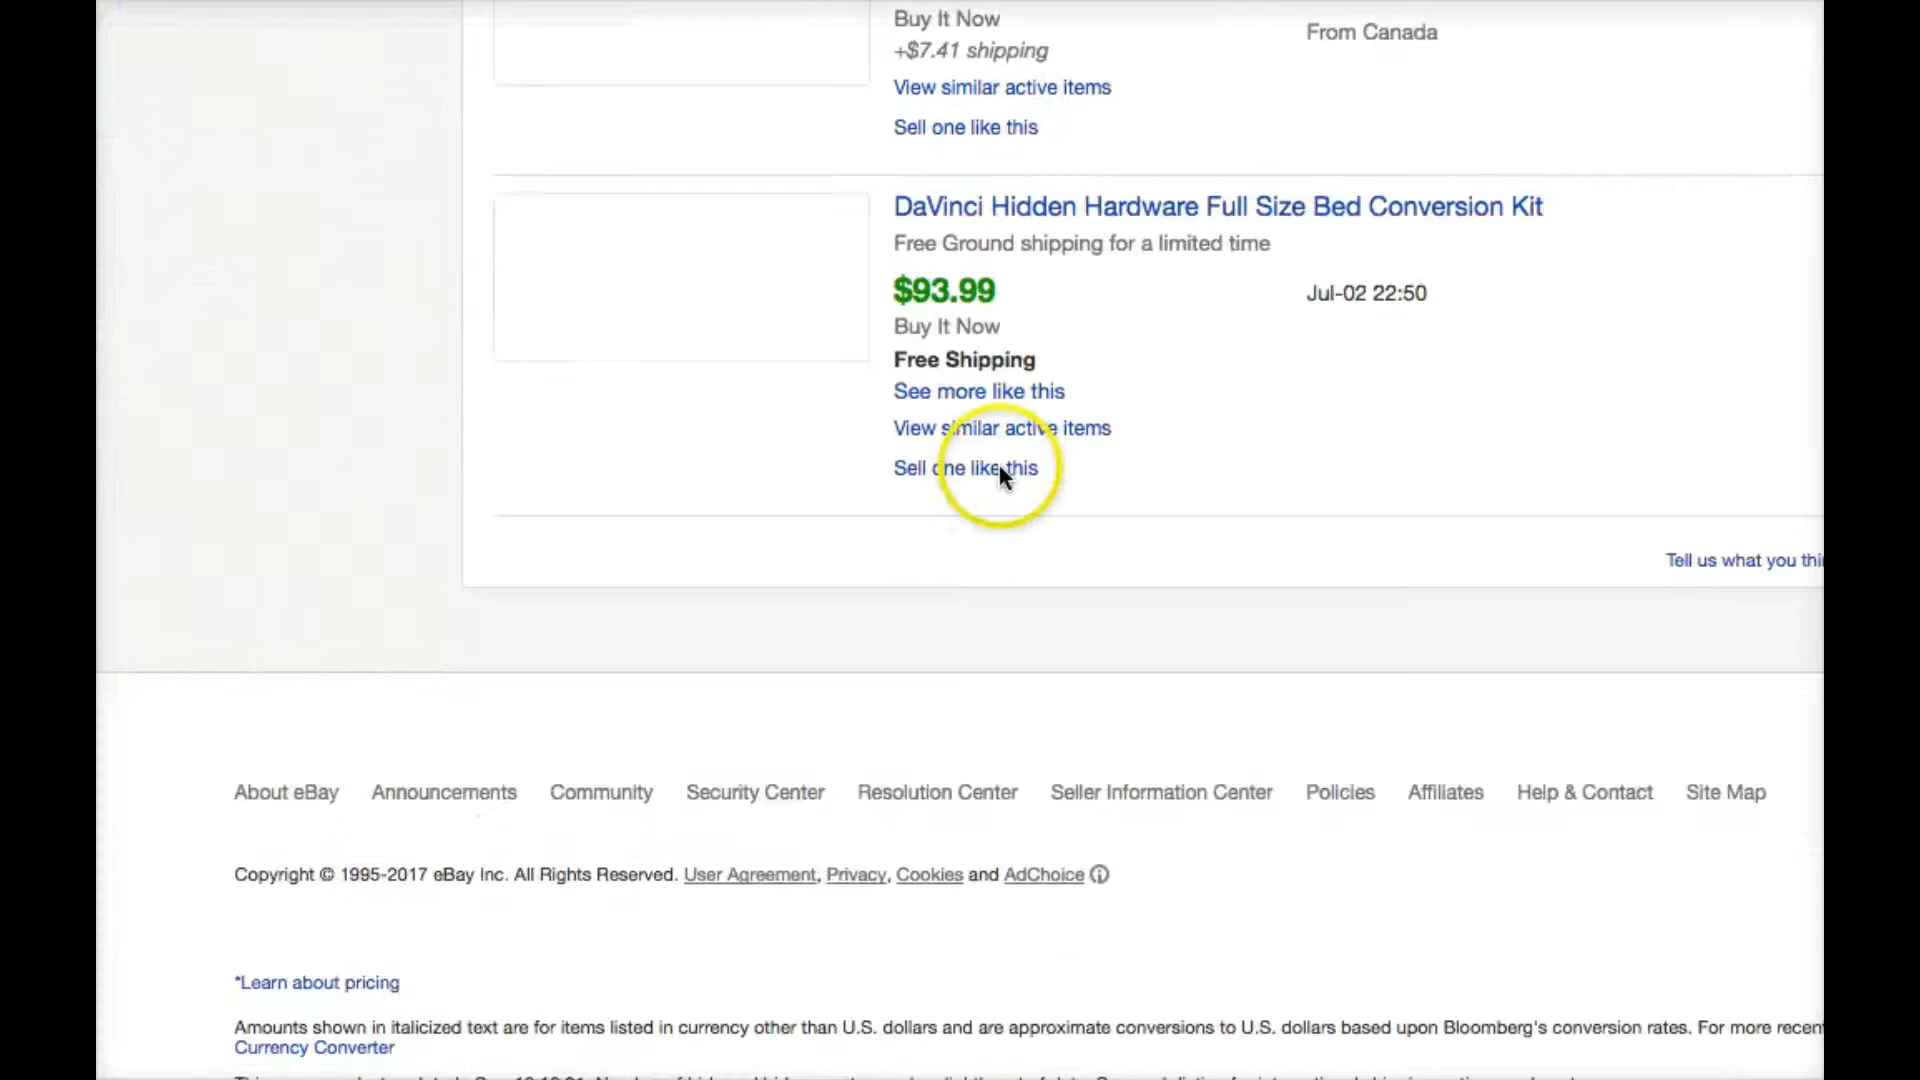 Buy It Now
From Canada
+$7.41 shipping
View similar active items
Sell one like this
DaVinci Hidden Hardware Full Size Bed Conversion Kit
Free Ground shipping for a limited time
$93.99
Jul-02 22:50
Buy It Now
Free Shipping
See more like this
View similar active items
Sell one like this
Tell us what you
About eBay Announcements Community Security Center Resolution Center Seller Information Center Policies Affiliates Help & Contact Site Map
Copyright © 1995-2017 eBay Inc. All Rights Reserved. User Agreement, Privacy, Cookies and AdChoice
*Learn about pricing
Amounts shown in italicized text are for items listed in currency other than U.S. dollars and are approximate conversions to U.S. dollars based upon Bloomberg's conversion rates. For more recen
Currency Converter